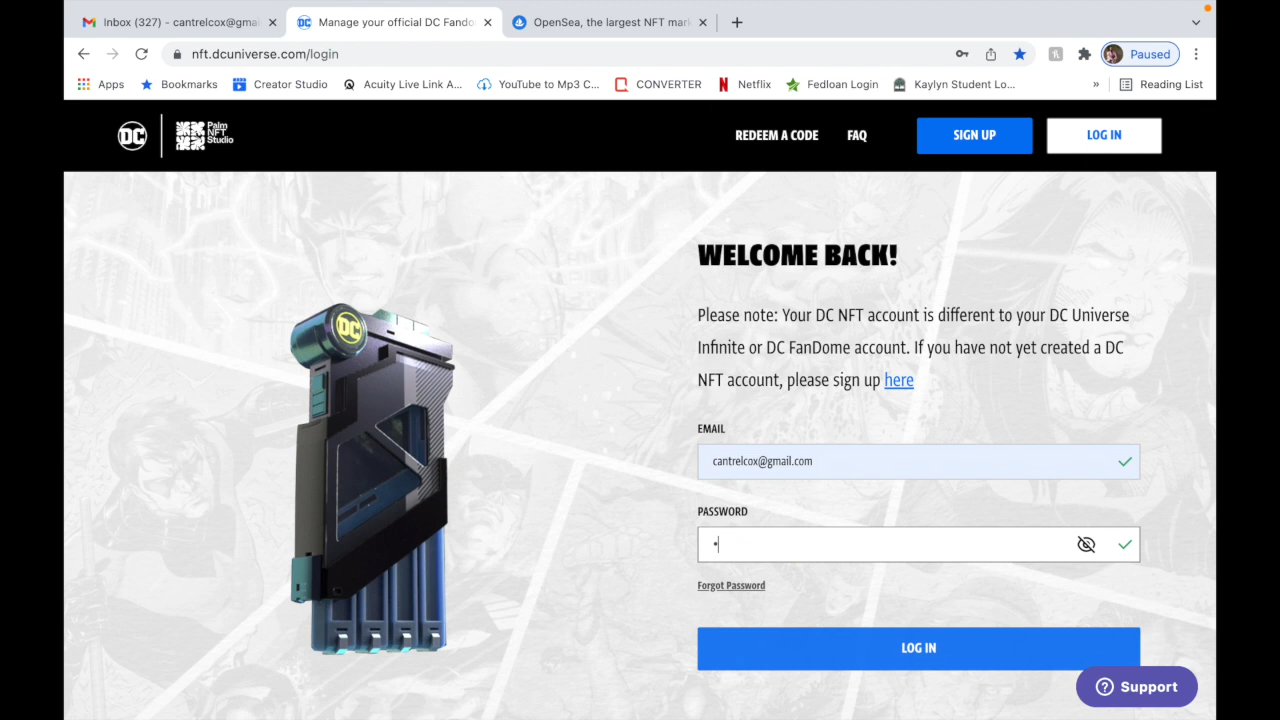 Inbox (327) - cantrelcox@gmai
Manage your official DC Fando
OpenSea, the largest NFT mark
nft.dcuniverse.com/login
Paused
Apps
Bookmarks
Creator Studio
Acuity Live Link A...
YouTube to Mp3 C...
CONVERTER
Netflix
Fedloan Login
Kaylyn Student Lo...
»
Reading List
DC
Palm
NFT
Studio
REDEEM A CODE
FAQ
SIGN UP
LOG IN
DC
WELCOME BACK!
Please note: Your DC NFT account is different to your DC Universe
Infinite or DC FanDome account. If you have not yet created a DC
NFT account, please sign up here
EMAIL
cantrelcox@gmail.com
PASSWORD
•
Forgot Password
LOG IN
Support